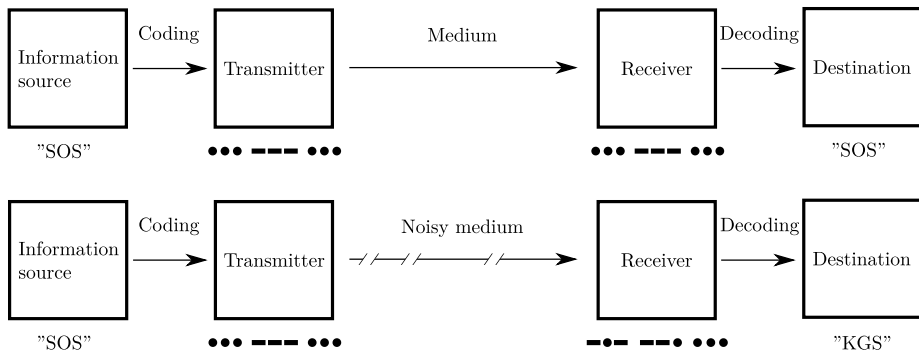 Coding
Medium
Decoding
Information
source
Transmitter
Receiver
Destination
"SOS"
●●● ▬▬▬ ●●●
●●● ▬▬▬ ●●●
"SOS"
Coding
Noisy medium
Decoding
Information
source
Transmitter
Receiver
Destination
"SOS"
●●● ▬▬▬ ●●●
▬●▬ ▬▬● ●●●
"KGS"